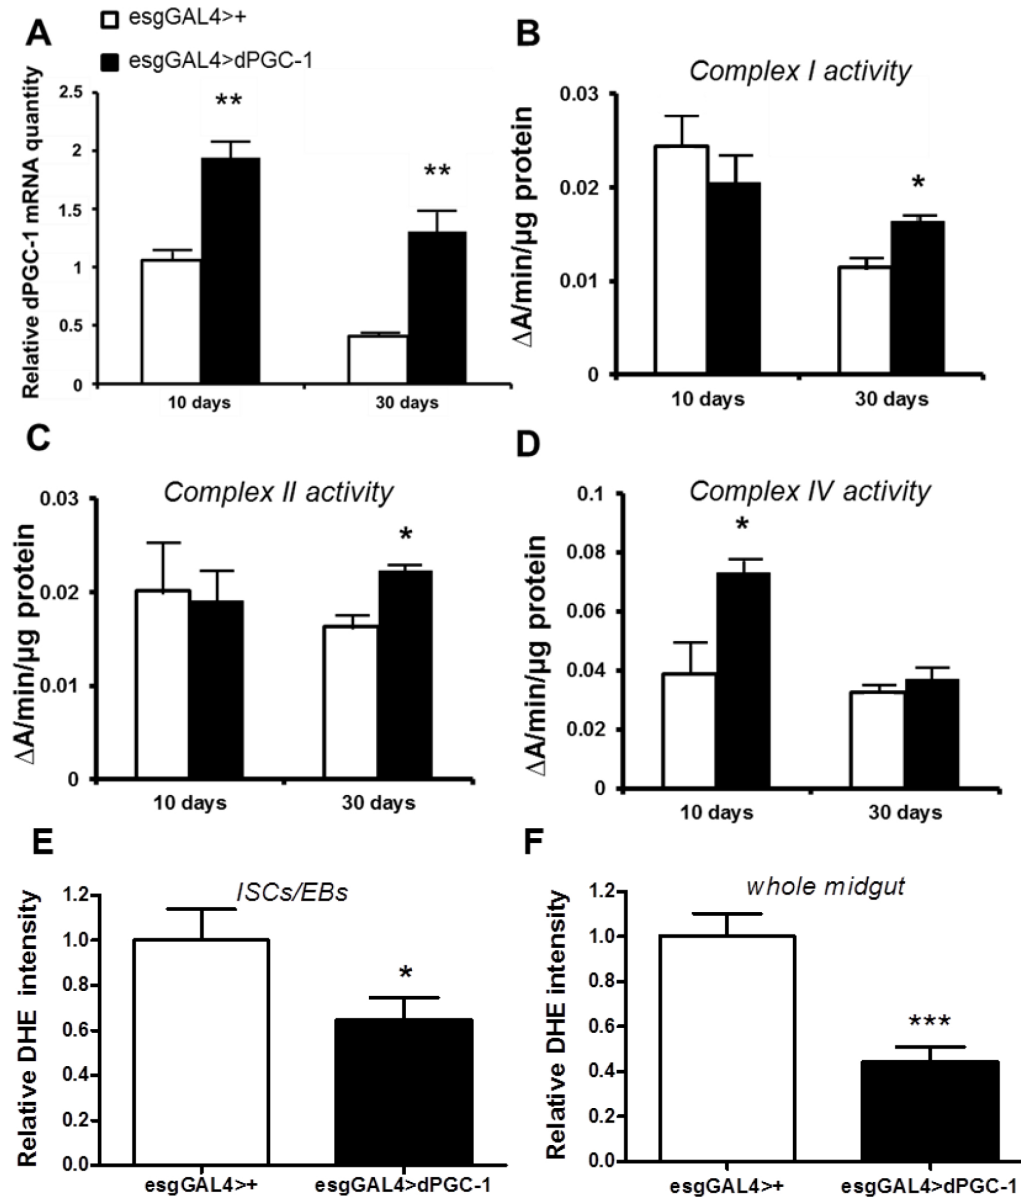 A
esgGAL4>+
esgGAL4>dPGC-1
Relative dPGC-1 mRNA quantity
2.5
2
1.5
1
0.5
0
**
**
10 days
30 days
B
Complex I activity
ΔA/min/µg protein
0.03
0.02
0.01
0
*
10 days
30 days
C
Complex II activity
ΔA/min/µg protein
0.03
0.02
0.01
0
*
10 days
30 days
D
Complex IV activity
ΔA/min/µg protein
0.1
0.08
0.06
0.04
0.02
0
*
10 days
30 days
E
ISCs/EBs
Relative DHE intensity
1.2
1.0
0.8
0.6
0.4
0.2
0.0
*
esgGAL4>+
esgGAL4>dPGC-1
F
whole midgut
Relative DHE intensity
1.2
1.0
0.8
0.6
0.4
0.2
0.0
***
esgGAL4>+
esgGAL4>dPGC-1